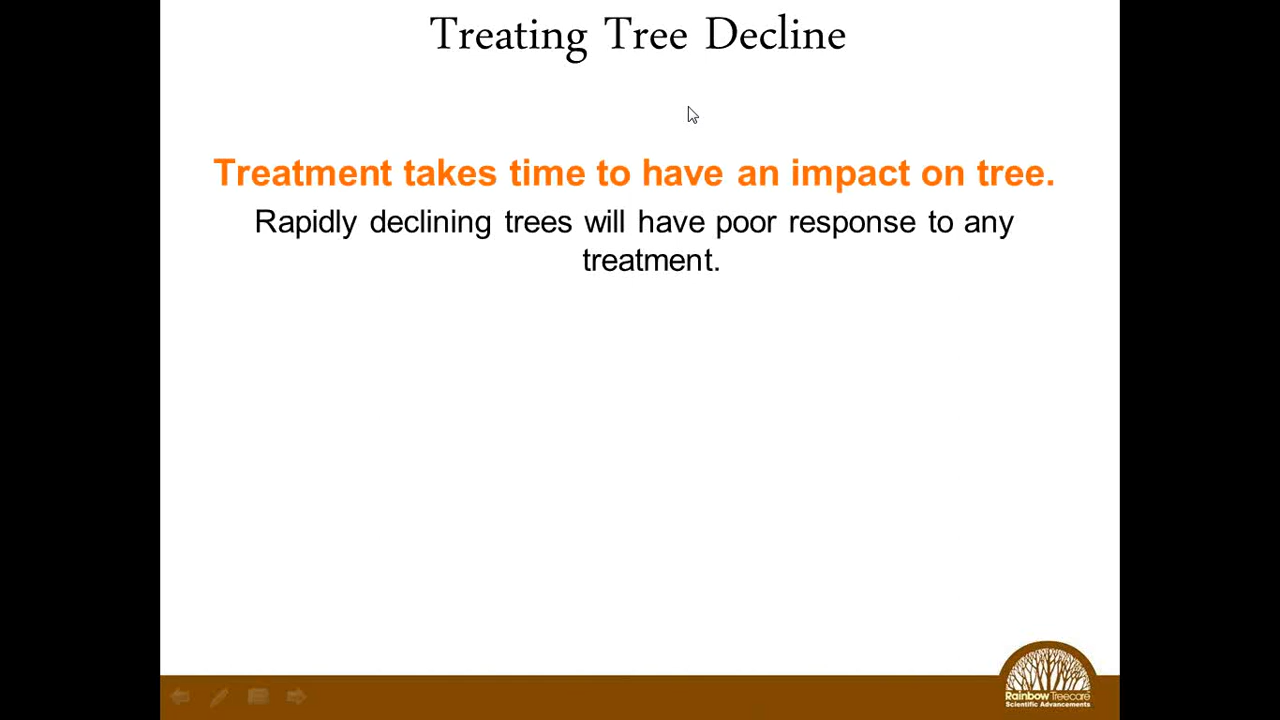 Treating Tree Decline
Treatment takes time to have an impact on tree.
Rapidly declining trees will have poor response to any
treatment.
Rainbow Treecare
Scientific Advancements